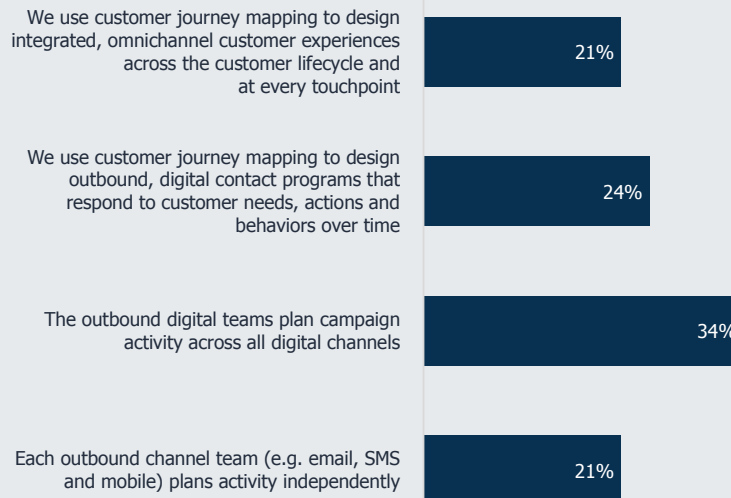 We use customer journey mapping to design
integrated, omnichannel customer experiences
across the customer lifecycle and
at every touchpoint
21%
We use customer journey mapping to design
outbound, digital contact programs that
respond to customer needs, actions and
behaviors over time
24%
The outbound digital teams plan campaign
activity across all digital channels
34%
Each outbound channel team (e.g. email, SMS
and mobile) plans activity independently
21%